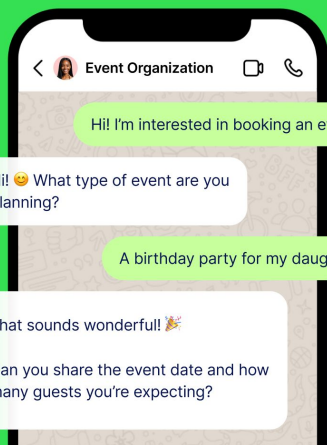 Event Organization
Hi! I'm interested in booking an e
i! 😊 What type of event are you
lanning?
A birthday party for my daug
hat sounds wonderful! 🎉
an you share the event date and how
any guests you're expecting?